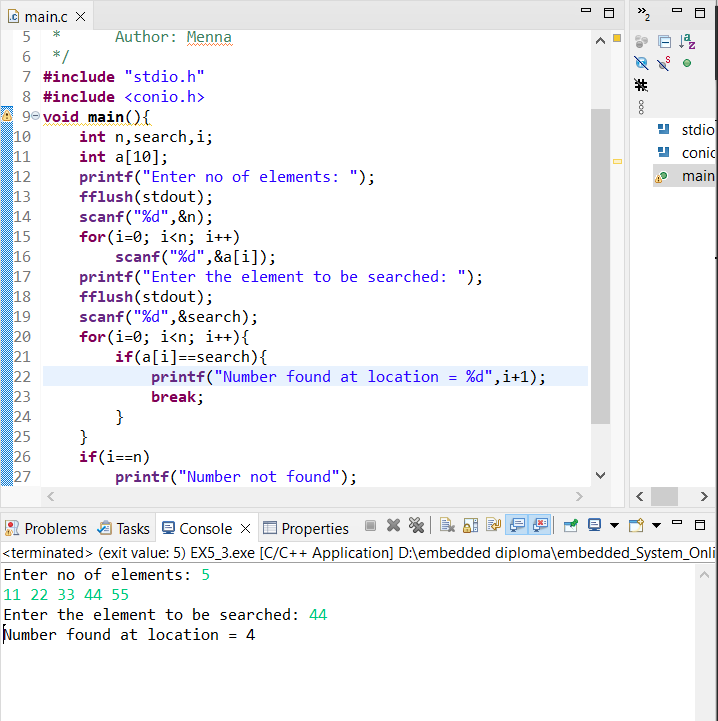 main.c
5 *      Author: Menna
6 */
7 #include "stdio.h"
8 #include <conio.h>
9 void main(){
10     int n,search,i;
11     int a[10];
12     printf("Enter no of elements: ");
13     fflush(stdout);
14     scanf("%d",&n);
15     for(i=0; i<n; i++)
16         scanf("%d",&a[i]);
17     printf("Enter the element to be searched: ");
18     fflush(stdout);
19     scanf("%d",&search);
20     for(i=0; i<n; i++){
21         if(a[i]==search){
22             printf("Number found at location = %d",i+1);
23             break;
24         }
25     }
26     if(i==n)
27         printf("Number not found");
»2
stdio
conic
main
Problems Tasks Console Properties
<terminated> (exit value: 5) EX5_3.exe [C/C++ Application] D:\embedded diploma\embedded_System_Onli
Enter no of elements: 5
11 22 33 44 55
Enter the element to be searched: 44
Number found at location = 4